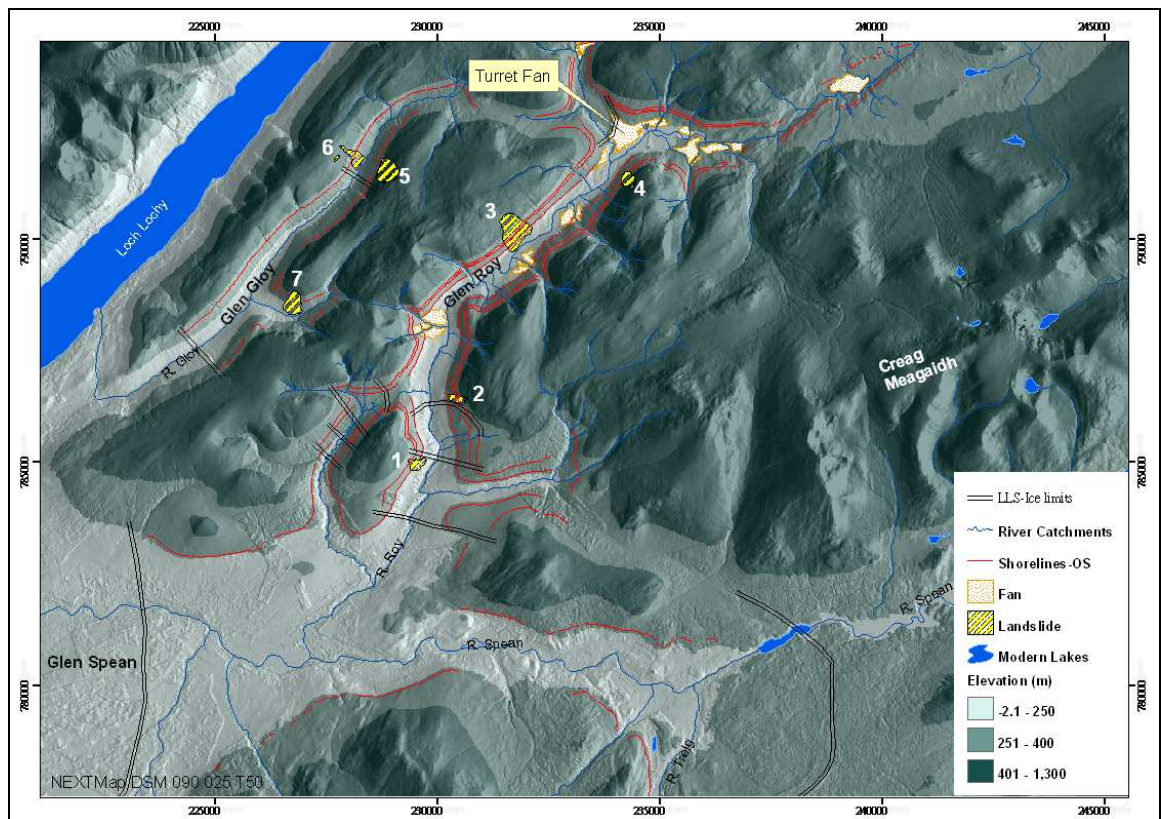 225000 230000 235000 240000 245000
Turret Fan
6
5
4
3
Loch Lochy
790000 790000
Glen Roy
Glen Gloy
7
R. Gloy
Creag
Meagaidh
2
1
785000 785000
R. Roy
R. Spean
R. Spean
Glen Spean
780000 780000
R. Treig
NEXTMap DSM 090 025 T50
LLS-Ice limits
River Catchments
Shorelines-OS
Fan
Landslide
Modern Lakes
Elevation (m)
-2.1 - 250
251 - 400
401 - 1,300
225000 230000 235000 240000 245000